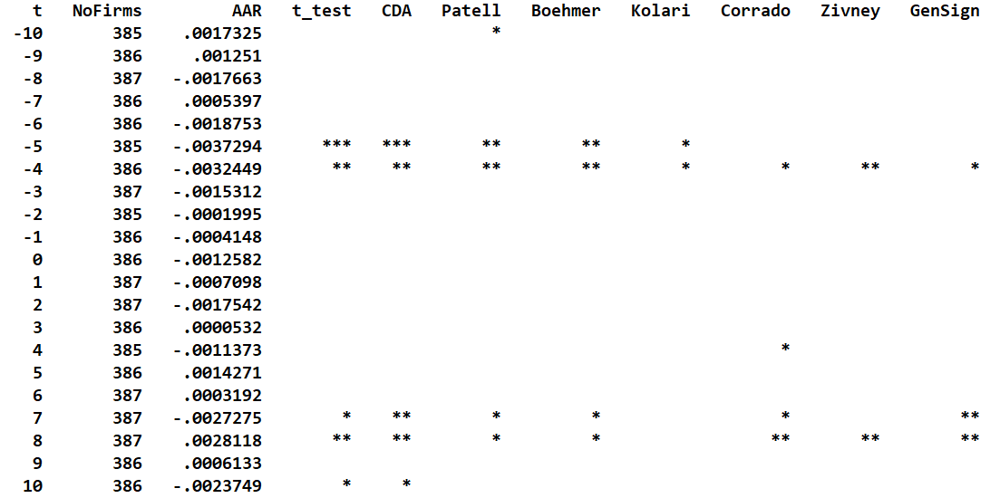 t NoFirms AAR t_test CDA Patell Boehmer Kolari Corrado Zivney GenSign
-10 385 .0017325 *
-9 386 .001251
-8 387 -.0017663
-7 386 .0005397
-6 386 -.0018753
-5 385 -.0037294 *** *** ** ** *
-4 386 -.0032449 ** ** ** ** * * ** *
-3 387 -.0015312
-2 385 -.0001995
-1 386 -.0004148
0 386 -.0012582
1 387 -.0007098
2 387 -.0017542
3 386 .0000532
4 385 -.0011373 *
5 386 .0014271
6 387 .0003192
7 387 -.0027275 * ** * * * **
8 387 .0028118 ** ** * * ** ** **
9 386 .0006133
10 386 -.0023749 * *